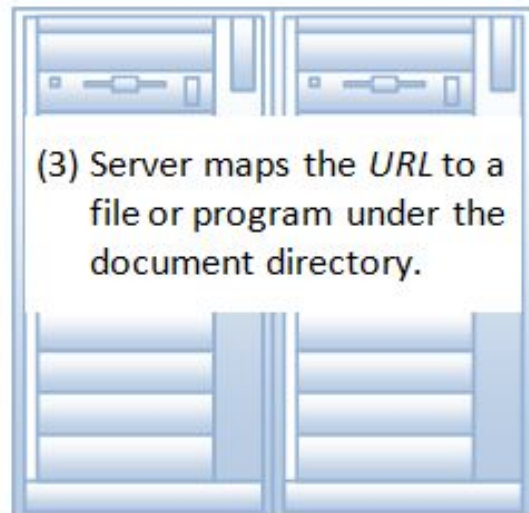 (3) Server maps the URL to a
file or program under the
document directory.